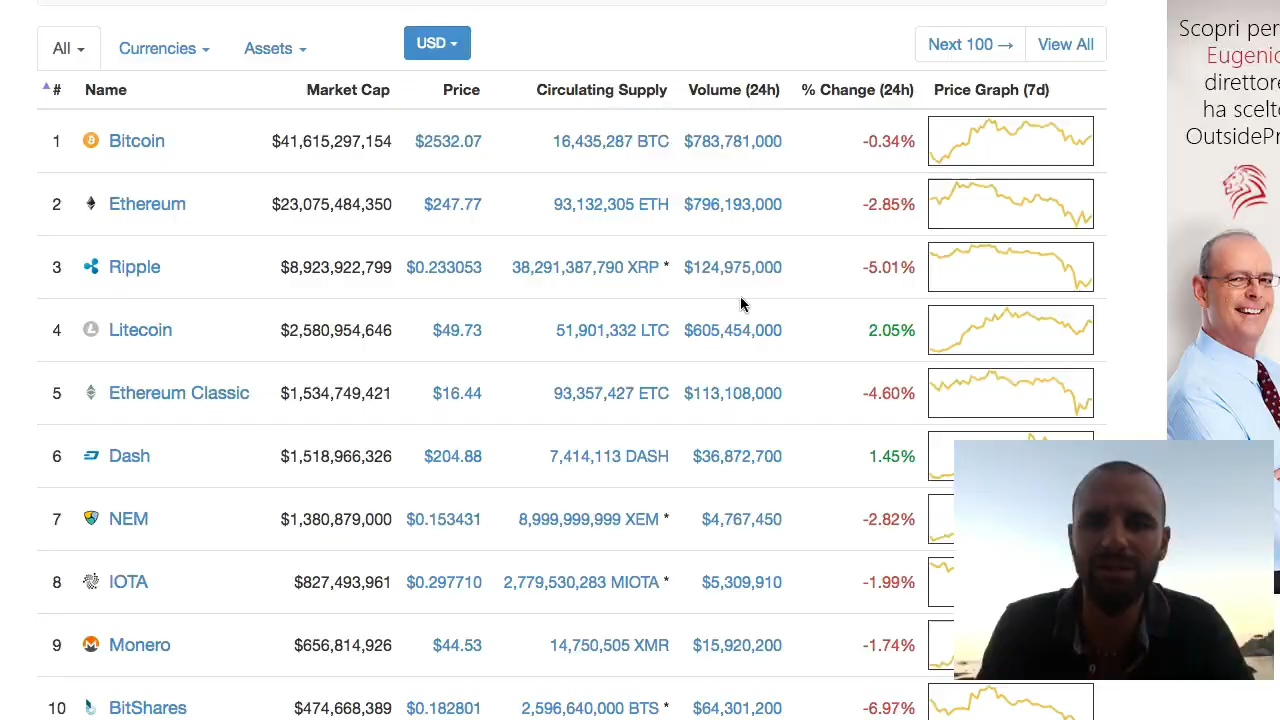 All Currencies Assets USD Next 100 → View All
# Name Market Cap Price Circulating Supply Volume (24h) % Change (24h) Price Graph (7d)
1 Bitcoin $41,615,297,154 $2532.07 16,435,287 BTC $783,781,000 -0.34%
2 Ethereum $23,075,484,350 $247.77 93,132,305 ETH $796,193,000 -2.85%
3 Ripple $8,923,922,799 $0.233053 38,291,387,790 XRP * $124,975,000 -5.01%
4 Litecoin $2,580,954,646 $49.73 51,901,332 LTC $605,454,000 2.05%
5 Ethereum Classic $1,534,749,421 $16.44 93,357,427 ETC $113,108,000 -4.60%
6 Dash $1,518,966,326 $204.88 7,414,113 DASH $36,872,700 1.45%
7 NEM $1,380,879,000 $0.153431 8,999,999,999 XEM * $4,767,450 -2.82%
8 IOTA $827,493,961 $0.297710 2,779,530,283 MIOTA * $5,309,910 -1.99%
9 Monero $656,814,926 $44.53 14,750,505 XMR $15,920,200 -1.74%
10 BitShares $474,668,389 $0.182801 2,596,640,000 BTS * $64,301,200 -6.97%
Scopri per
Eugenio
direttore
ha scelto
OutsidePr